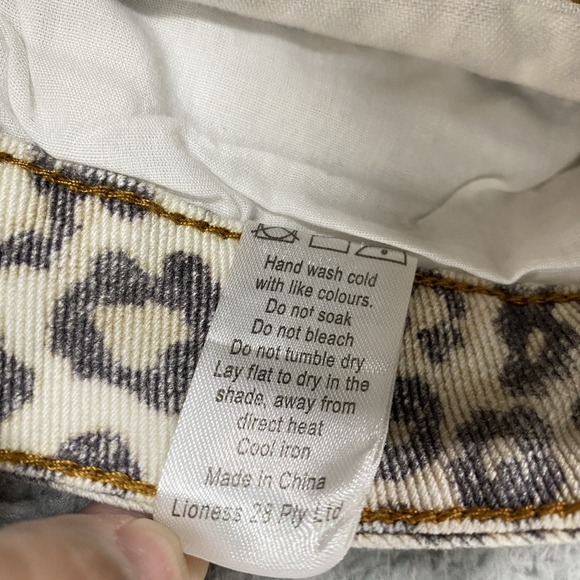 Hand wash cold
with like colours.
Do not soak
Do not bleach
Do not tumble dry
Lay flat to dry in the
shade, away from
direct heat
Cool iron
Made in China
Lioness 28 Pty Ltd